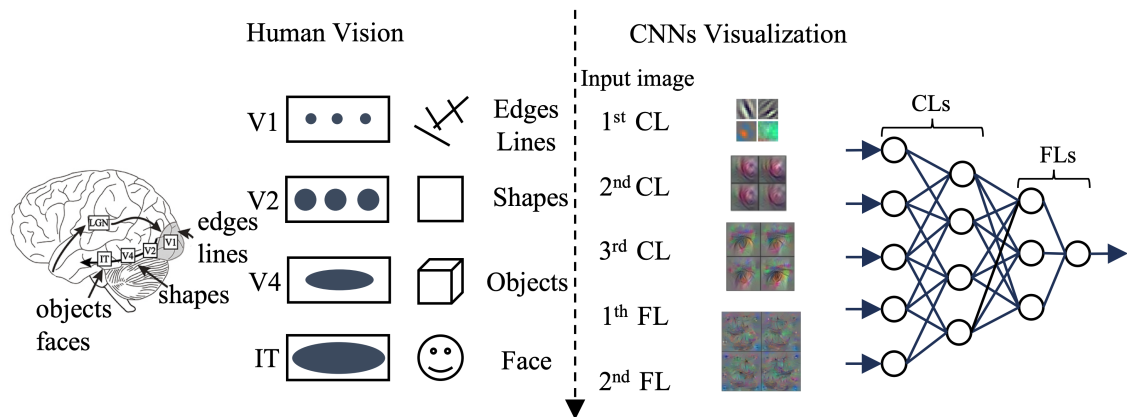 Human Vision
CNNs Visualization
Input image
V1
Edges
Lines
1st CL
CLs
V2
Shapes
2nd CL
FLs
LGN
V1
V2
V4
IT
edges
lines
shapes
objects
faces
V4
Objects
3rd CL
1th FL
IT
Face
2nd FL